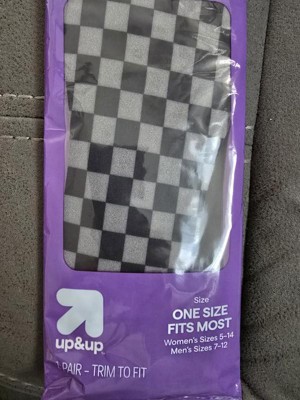 Size
ONE SIZE
FITS MOST
Women's Sizes 5-14
Men's Sizes 7-12
up&up
1 PAIR - TRIM TO FIT